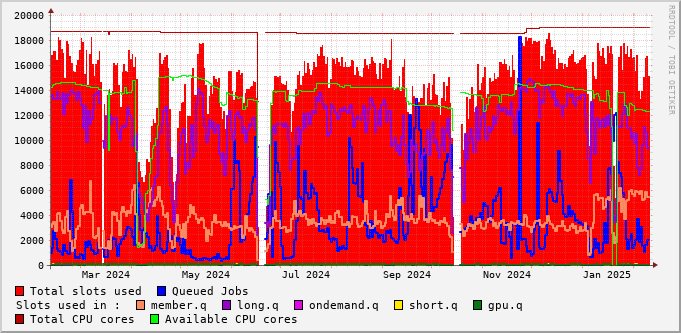 20000
18000
16000
14000
12000
10000
8000
6000
4000
2000
0
Mar 2024 May 2024 Jul 2024 Sep 2024 Nov 2024 Jan 2025
RRDTOOL / TOBI OETIKER
Total slots used Queued Jobs
Slots used in : member.q long.q ondemand.q short.q gpu.q
Total CPU cores Available CPU cores